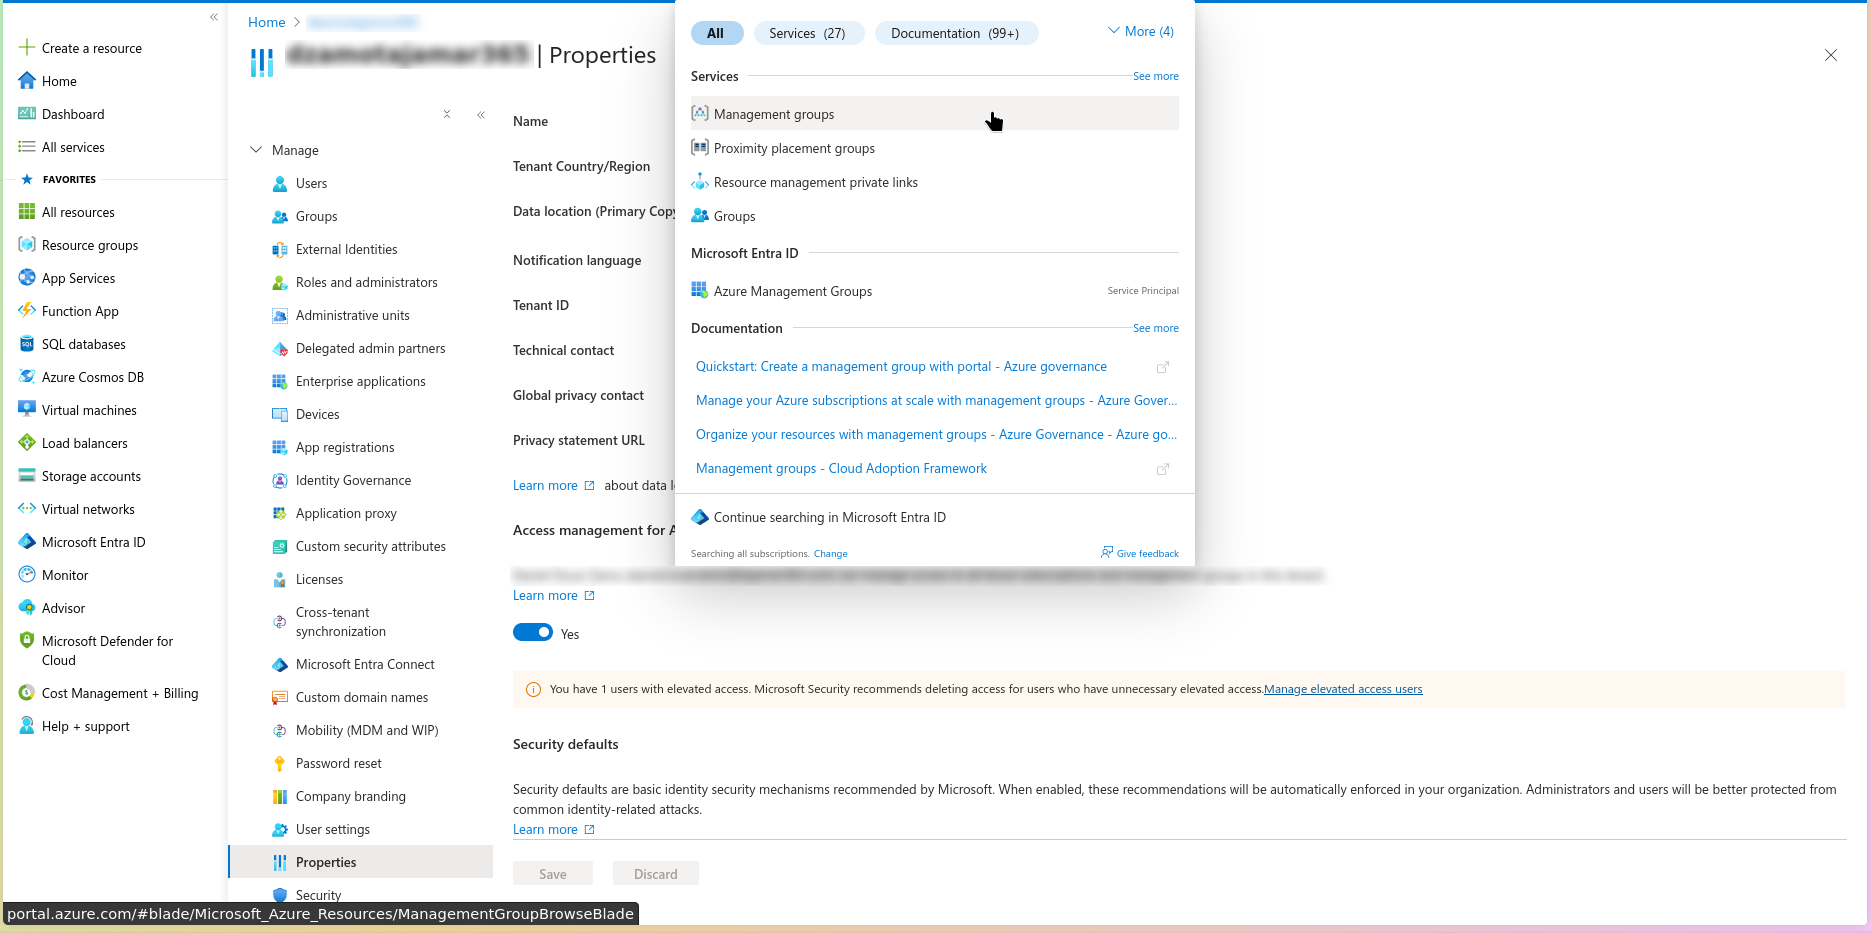 Create a resource
Home
Dashboard
All services
FAVORITES
All resources
Resource groups
App Services
Function App
SQL databases
Azure Cosmos DB
Virtual machines
Load balancers
Storage accounts
Virtual networks
Microsoft Entra ID
Monitor
Advisor
Microsoft Defender for
Cloud
Cost Management + Billing
Help + support
Home
| Properties
Manage
Users
Groups
External Identities
Roles and administrators
Administrative units
Delegated admin partners
Enterprise applications
Devices
App registrations
Identity Governance
Application proxy
Custom security attributes
Licenses
Cross-tenant
synchronization
Microsoft Entra Connect
Custom domain names
Mobility (MDM and WIP)
Password reset
Company branding
User settings
Properties
Security
Name
Tenant Country/Region
Data location (Primary Copy
Notification language
Tenant ID
Technical contact
Global privacy contact
Privacy statement URL
Learn more about data l
Access management for A
Learn more
Yes
You have 1 users with elevated access. Microsoft Security recommends deleting access for users who have unnecessary elevated access.Manage elevated access users
Security defaults
Security defaults are basic identity security mechanisms recommended by Microsoft. When enabled, these recommendations will be automatically enforced in your organization. Administrators and users will be better protected from
common identity-related attacks.
Learn more
Save Discard
All Services (27) Documentation (99+) More (4)
Services See more
Management groups
Proximity placement groups
Resource management private links
Groups
Microsoft Entra ID
Azure Management Groups Service Principal
Documentation See more
Quickstart: Create a management group with portal - Azure governance
Manage your Azure subscriptions at scale with management groups - Azure Gover...
Organize your resources with management groups - Azure Governance - Azure go...
Management groups - Cloud Adoption Framework
Continue searching in Microsoft Entra ID
Searching all subscriptions. Change Give feedback
portal.azure.com/#blade/Microsoft_Azure_Resources/ManagementGroupBrowseBlade